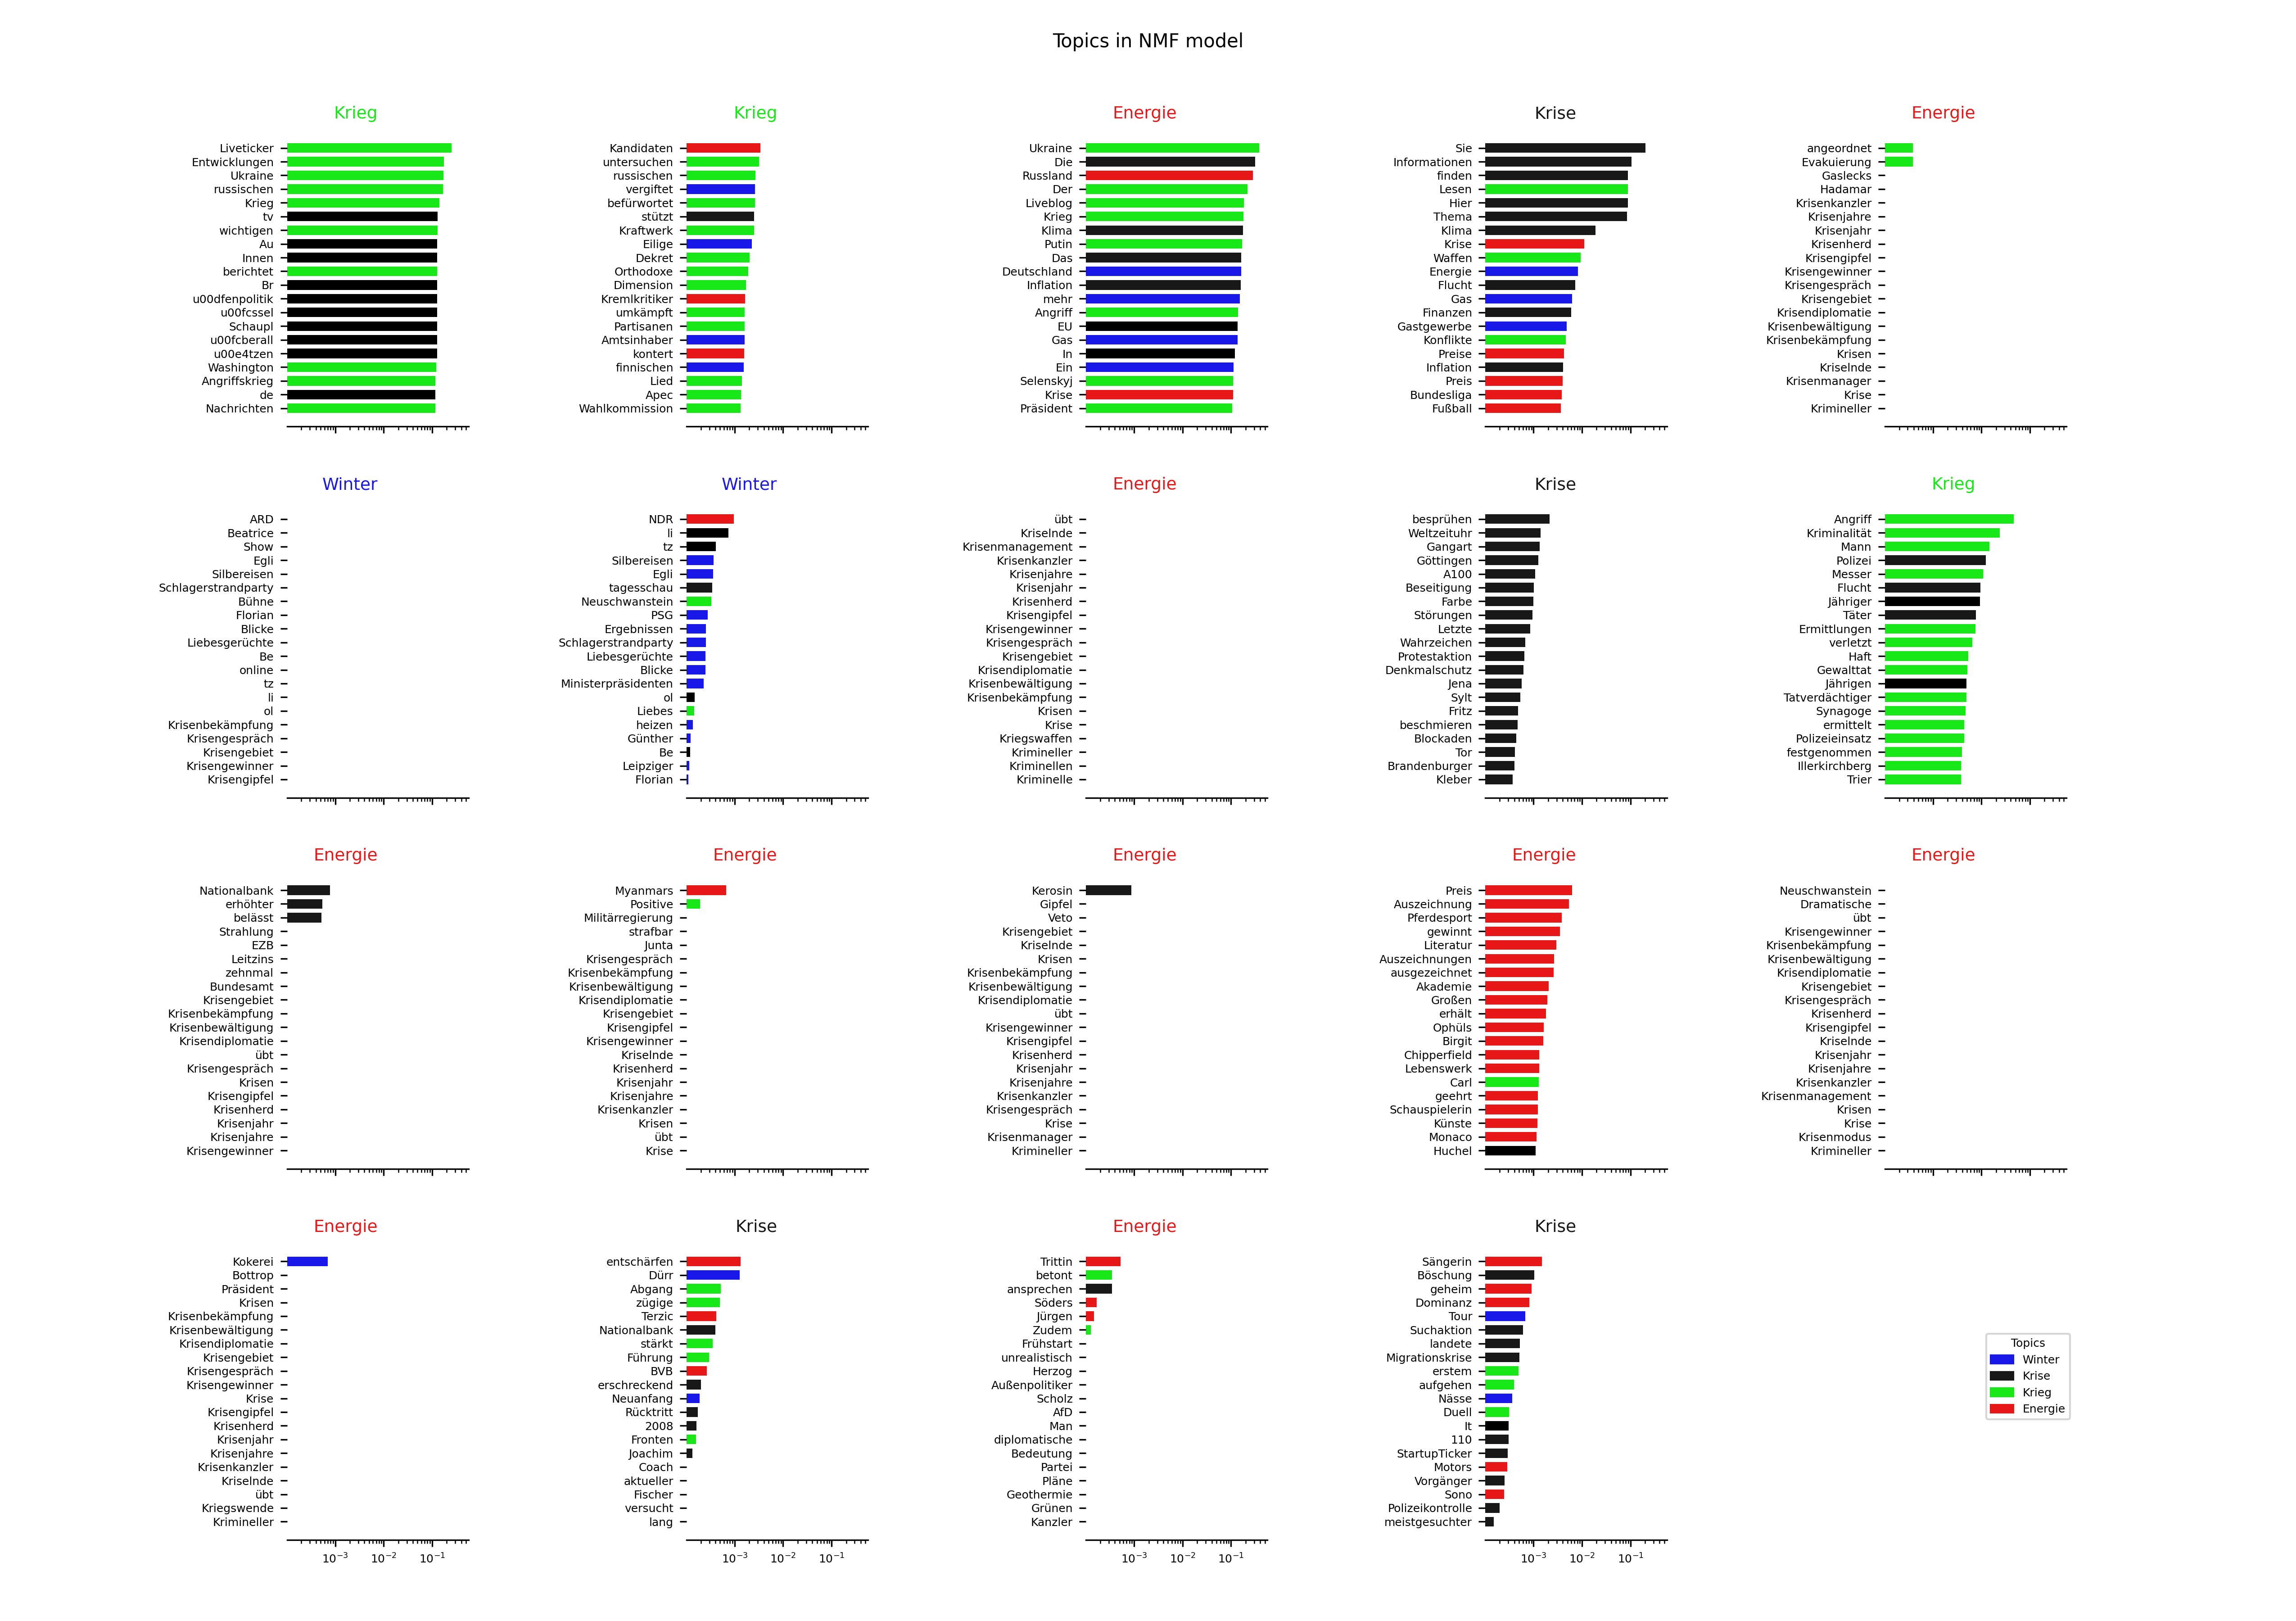 Topics in NMF model
Krieg
Liveticker
Entwicklungen
Ukraine
russischen
Krieg
tv
wichtigen
Au
Innen
berichtet
Br
u00dfenpolitik
u00fcssel
Schaupl
u00fcberall
u00e4tzen
Washington
Angriffskrieg
de
Nachrichten
Krieg
Kandidaten
untersuchen
russischen
vergiftet
befürwortet
stützt
Kraftwerk
Eilige
Dekret
Orthodoxe
Dimension
Kremlkritiker
umkämpft
Partisanen
Amtsinhaber
kontert
finnischen
Lied
Apec
Wahlkommission
Energie
Ukraine
Die
Russland
Der
Liveblog
Krieg
Klima
Putin
Das
Deutschland
Inflation
mehr
Angriff
EU
Gas
In
Ein
Selenskyj
Krise
Präsident
Krise
Sie
Informationen
finden
Lesen
Hier
Thema
Klima
Krise
Waffen
Energie
Flucht
Gas
Finanzen
Gastgewerbe
Konflikte
Preise
Inflation
Preis
Bundesliga
Fußball
Energie
angeordnet
Evakuierung
Gaslecks
Hadamar
Krisenkanzler
Krisenjahre
Krisenjahr
Krisenherd
Krisengipfel
Krisengewinner
Krisengespräch
Krisengebiet
Krisendiplomatie
Krisenbewältigung
Krisenbekämpfung
Krisen
Kriselnde
Krisenmanager
Krise
Krimineller
Winter
ARD
Beatrice
Show
Egli
Silbereisen
Schlagerstrandparty
Bühne
Florian
Blicke
Liebesgerüchte
Be
online
tz
li
ol
Krisenbekämpfung
Krisengespräch
Krisengebiet
Krisengewinner
Krisengipfel
Winter
NDR
li
tz
Silbereisen
Egli
tagesschau
Neuschwanstein
PSG
Ergebnissen
Schlagerstrandparty
Liebesgerüchte
Blicke
Ministerpräsidenten
ol
Liebes
heizen
Günther
Be
Leipziger
Florian
Energie
übt
Kriselnde
Krisenmanagement
Krisenkanzler
Krisenjahre
Krisenjahr
Krisenherd
Krisengipfel
Krisengewinner
Krisengespräch
Krisengebiet
Krisendiplomatie
Krisenbewältigung
Krisenbekämpfung
Krisen
Krise
Kriegswaffen
Krimineller
Kriminellen
Kriminelle
Krise
besprühen
Weltzeituhr
Gangart
Göttingen
A100
Beseitigung
Farbe
Störungen
Letzte
Wahrzeichen
Protestaktion
Denkmalschutz
Jena
Sylt
Fritz
beschmieren
Blockaden
Tor
Brandenburger
Kleber
Krieg
Angriff
Kriminalität
Mann
Polizei
Messer
Flucht
Jähriger
Täter
Ermittlungen
verletzt
Haft
Gewalttat
Jährigen
Tatverdächtiger
Synagoge
ermittelt
Polizeieinsatz
festgenommen
Illerkirchberg
Trier
Energie
Nationalbank
erhöhter
belässt
Strahlung
EZB
Leitzins
zehnmal
Bundesamt
Krisengebiet
Krisenbekämpfung
Krisenbewältigung
Krisendiplomatie
übt
Krisengespräch
Krisen
Krisengipfel
Krisenherd
Krisenjahr
Krisenjahre
Krisengewinner
Energie
Myanmars
Positive
Militärregierung
strafbar
Junta
Krisengespräch
Krisenbekämpfung
Krisenbewältigung
Krisendiplomatie
Krisengebiet
Krisengipfel
Krisengewinner
Kriselnde
Krisenherd
Krisenjahr
Krisenjahre
Krisenkanzler
Krisen
übt
Krise
Energie
Kerosin
Gipfel
Veto
Krisengebiet
Kriselnde
Krisen
Krisenbekämpfung
Krisenbewältigung
Krisendiplomatie
übt
Krisengewinner
Krisengipfel
Krisenherd
Krisenjahr
Krisenjahre
Krisenkanzler
Krisengespräch
Krise
Krisenmanager
Krimineller
Energie
Preis
Auszeichnung
Pferdesport
gewinnt
Literatur
Auszeichnungen
ausgezeichnet
Akademie
Großen
erhält
Ophüls
Birgit
Chipperfield
Lebenswerk
Carl
geehrt
Schauspielerin
Künste
Monaco
Huchel
Energie
Neuschwanstein
Dramatische
übt
Krisengewinner
Krisenbekämpfung
Krisenbewältigung
Krisendiplomatie
Krisengebiet
Krisengespräch
Krisenherd
Krisengipfel
Kriselnde
Krisenjahr
Krisenjahre
Krisenkanzler
Krisenmanagement
Krisen
Krise
Krisenmodus
Krimineller
Energie
Kokerei
Bottrop
Präsident
Krisen
Krisenbekämpfung
Krisenbewältigung
Krisendiplomatie
Krisengebiet
Krisengespräch
Krisengewinner
Krise
Krisengipfel
Krisenherd
Krisenjahr
Krisenjahre
Krisenkanzler
Kriselnde
übt
Kriegswende
Krimineller
10⁻³ 10⁻² 10⁻¹
Krise
entschärfen
Dürr
Abgang
zügige
Terzic
Nationalbank
stärkt
Führung
BVB
erschreckend
Neuanfang
Rücktritt
2008
Fronten
Joachim
Coach
aktueller
Fischer
versucht
lang
10⁻³ 10⁻² 10⁻¹
Energie
Trittin
betont
ansprechen
Söders
Jürgen
Zudem
Frühstart
unrealistisch
Herzog
Außenpolitiker
Scholz
AfD
Man
diplomatische
Bedeutung
Partei
Pläne
Geothermie
Grünen
Kanzler
10⁻³ 10⁻² 10⁻¹
Krise
Sängerin
Böschung
geheim
Dominanz
Tour
Suchaktion
landete
Migrationskrise
erstem
aufgehen
Nässe
Duell
It
110
StartupTicker
Motors
Vorgänger
Sono
Polizeikontrolle
meistgesuchter
10⁻³ 10⁻² 10⁻¹
Topics
Winter
Krise
Krieg
Energie